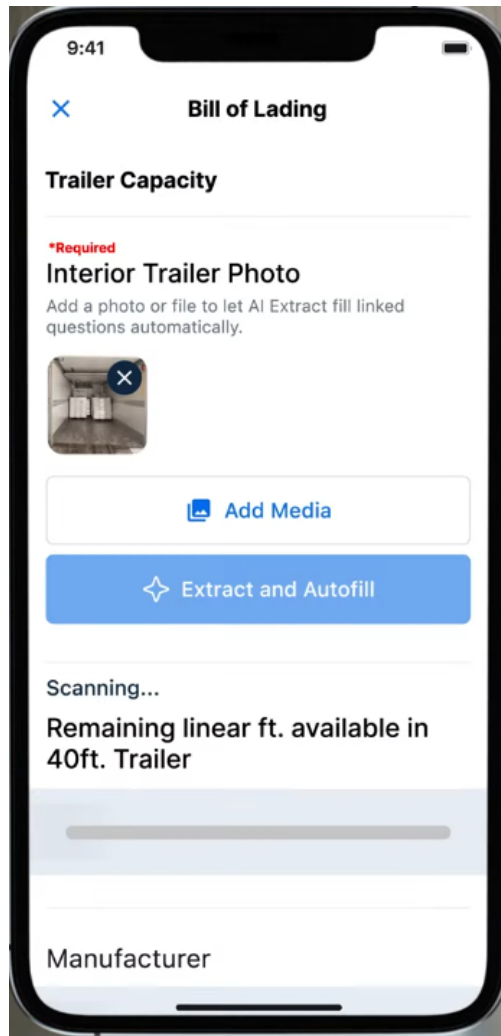 9:41
Bill of Lading
Trailer Capacity
*Required
Interior Trailer Photo
Add a photo or file to let AI Extract fill linked
questions automatically.
Add Media
Extract and Autofill
Scanning...
Remaining linear ft. available in
40ft. Trailer
Manufacturer